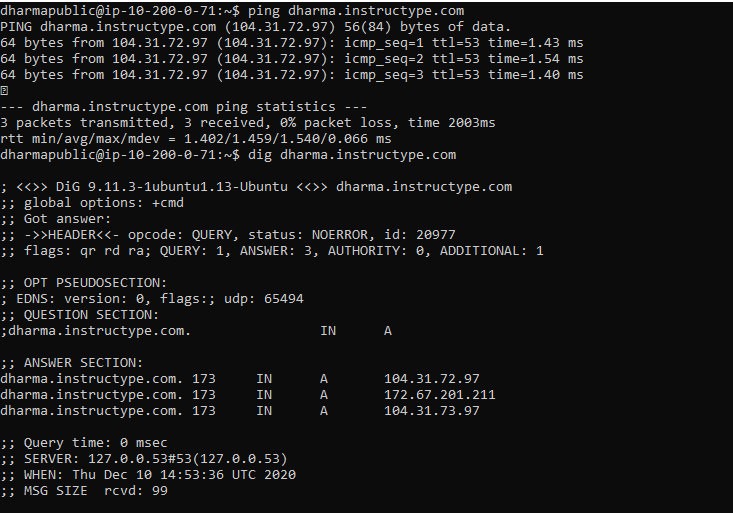 dharmapublic@ip-10-200-0-71:~$ ping dharma.instructype.com
PING dharma.instructype.com (104.31.72.97) 56(84) bytes of data.
64 bytes from 104.31.72.97 (104.31.72.97): icmp_seq=1 ttl=53 time=1.43 ms
64 bytes from 104.31.72.97 (104.31.72.97): icmp_seq=2 ttl=53 time=1.54 ms
64 bytes from 104.31.72.97 (104.31.72.97): icmp_seq=3 ttl=53 time=1.40 ms
--- dharma.instructype.com ping statistics ---
3 packets transmitted, 3 received, 0% packet loss, time 2003ms
rtt min/avg/max/mdev = 1.402/1.459/1.540/0.066 ms
dharmapublic@ip-10-200-0-71:~$ dig dharma.instructype.com
; <<>> DiG 9.11.3-1ubuntu1.13-Ubuntu <<>> dharma.instructype.com
;; global options: +cmd
;; Got answer:
;; ->>HEADER<<- opcode: QUERY, status: NOERROR, id: 20977
;; flags: qr rd ra; QUERY: 1, ANSWER: 3, AUTHORITY: 0, ADDITIONAL: 1
;; OPT PSEUDOSECTION:
; EDNS: version: 0, flags:; udp: 65494
;; QUESTION SECTION:
;dharma.instructype.com. IN A
;; ANSWER SECTION:
dharma.instructype.com. 173 IN A 104.31.72.97
dharma.instructype.com. 173 IN A 172.67.201.211
dharma.instructype.com. 173 IN A 104.31.73.97
;; Query time: 0 msec
;; SERVER: 127.0.0.53#53(127.0.0.53)
;; WHEN: Thu Dec 10 14:53:36 UTC 2020
;; MSG SIZE rcvd: 99